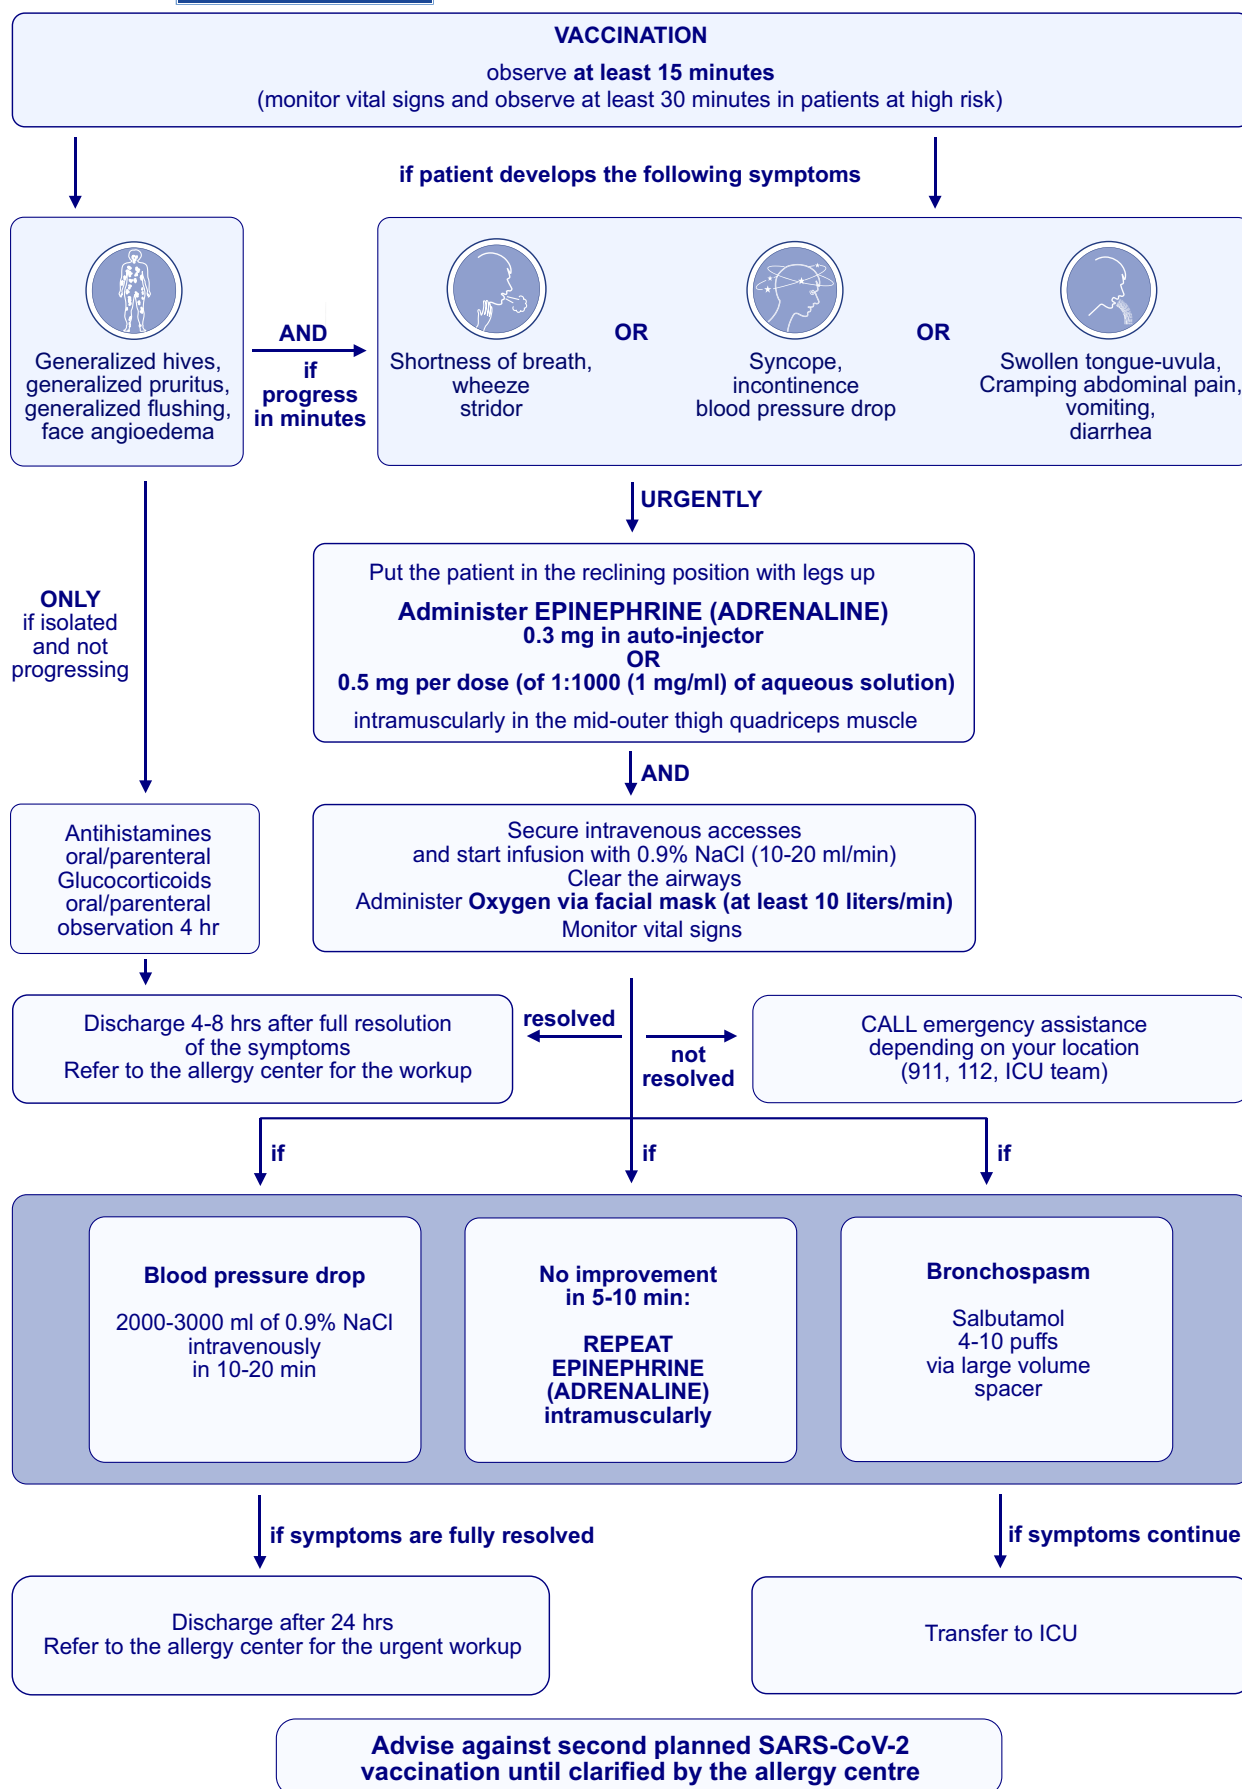 VACCINATION
observe at least 15 minutes
(monitor vital signs and observe at least 30 minutes in patients at high risk)
if patient develops the following symptoms
Generalized hives,
generalized pruritus,
generalized flushing,
face angioedema
AND
if
progress
in minutes
Shortness of breath,
wheeze
stridor
OR
Syncope,
incontinence
blood pressure drop
OR
Swollen tongue-uvula,
Cramping abdominal pain,
vomiting,
diarrhea
URGENTLY
ONLY
if isolated
and not
progressing
Put the patient in the reclining position with legs up
Administer EPINEPHRINE (ADRENALINE)
0.3 mg in auto-injector
OR
0.5 mg per dose (of 1:1000 (1 mg/ml) of aqueous solution)
intramuscularly in the mid-outer thigh quadriceps muscle
AND
Antihistamines
oral/parenteral
Glucocorticoids
oral/parenteral
observation 4 hr
Secure intravenous accesses
and start infusion with 0.9% NaCl (10-20 ml/min)
Clear the airways
Administer Oxygen via facial mask (at least 10 liters/min)
Monitor vital signs
Discharge 4-8 hrs after full resolution
of the symptoms
Refer to the allergy center for the workup
resolved
not
resolved
CALL emergency assistance
depending on your location
(911, 112, ICU team)
if
if
if
Blood pressure drop
2000-3000 ml of 0.9% NaCl
intravenously
in 10-20 min
No improvement
in 5-10 min:
REPEAT
EPINEPHRINE
(ADRENALINE)
intramuscularly
Bronchospasm
Salbutamol
4-10 puffs
via large volume
spacer
if symptoms are fully resolved
if symptoms continue
Discharge after 24 hrs
Refer to the allergy center for the urgent workup
Transfer to ICU
Advise against second planned SARS-CoV-2
vaccination until clarified by the allergy centre